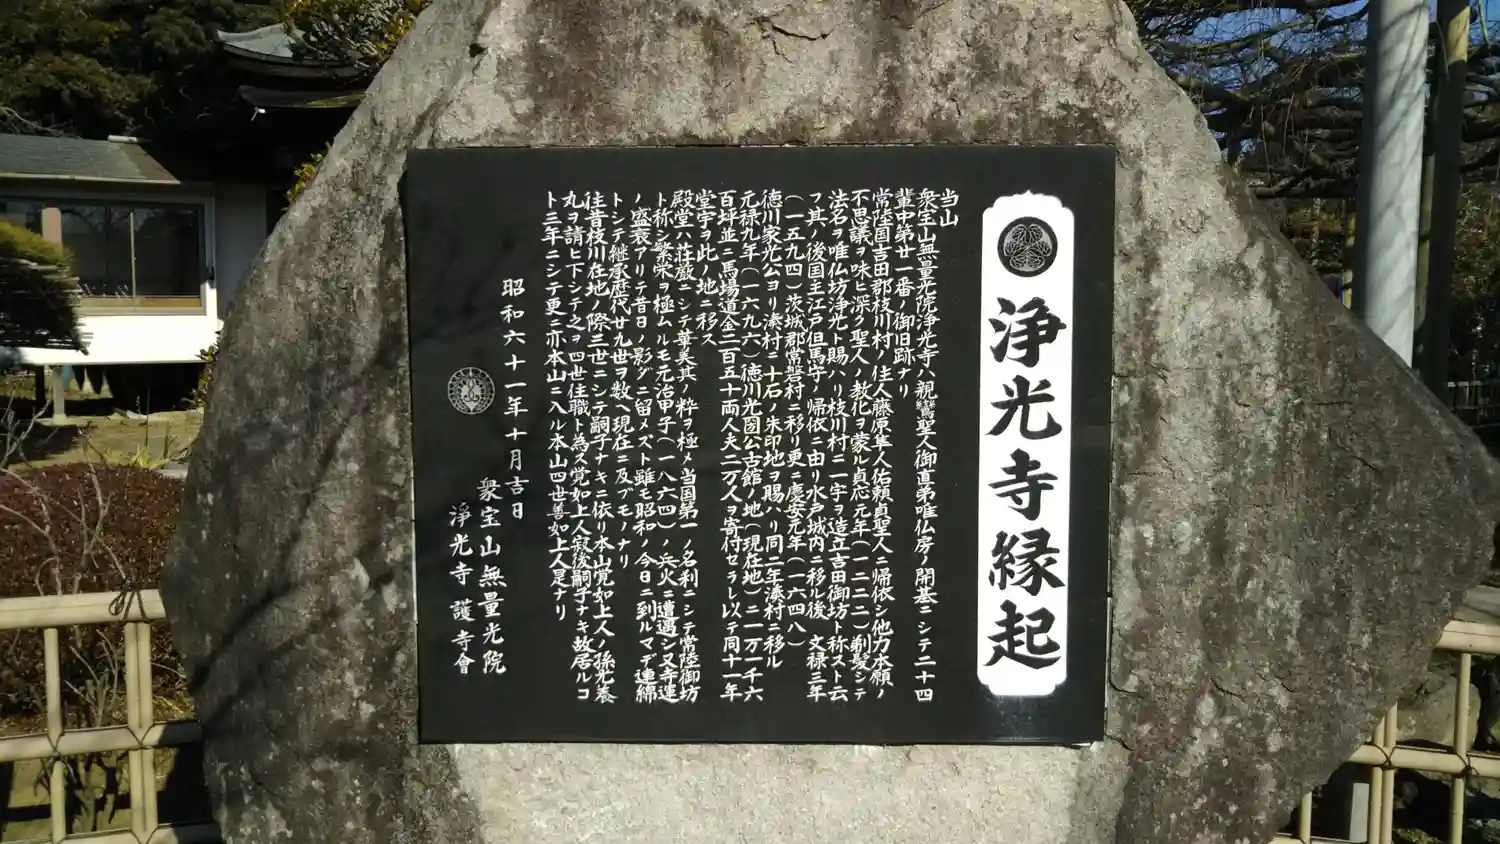 浄光寺縁起
当山
衆宝山無量光院浄光寺ハ親鸞聖人御直弟唯仏房ノ開基ニシテ二十四
輩中第廿一番ノ御旧跡ナリ
常陸国吉田郡枝川村ノ住人藤原隼人佑頼貞聖人ニ帰依シ他力本願ノ
不思議ヲ味ヒ深ク聖人ノ教化ヲ蒙ル貞応元年(一二二二)剃髪シテ
法名ヲ唯仏坊浄光ト賜ハリ枝川村ニ一宇ヲ造立吉田御坊ト称スト云
フ其ノ後国主江戸但馬守ノ帰依ニ由リ水戸城内ニ移ル後 文禄三年
(一五九四)茨城郡常磐村ニ移リ更ニ慶安元年(一六四八)
徳川家光公ヨリ湊村ニ十石ノ朱印地ヲ賜ハリ同二年湊村ニ移ル
元禄九年(一六九六)徳川光圀公古館ノ地(現在地)ニ一万一千六
百坪並ニ馬場道金二百五十両人夫二万人ヲ寄付セラレ以テ同十一年
堂宇ヲ此ノ地ニ移ス
殿堂ハ荘厳ニシテ華美其ノ粋ヲ極メ当国第一ノ名刹ニシテ常陸御坊
ト称シ繁栄ヲ極ムルモ元治甲子(一八六四)ノ兵火ニ遭遇シ又寺運
ノ盛衰アリテ昔日ノ影ダニ留メズト雖モ昭和ノ今日ニ到ルマデ連綿
トシテ継承歴代廿九世ヲ数ヘ現在ニ及ブモノナリ
往昔枝川在地ノ際三世ニシテ嗣子ナキニ依リ本山覚如上人ノ孫光養
丸ヲ請ヒ下シテ之ヲ四世住職ト為ス覚如上人寂後嗣子ナキ故居ルコ
ト三年ニシテ更ニ亦本山ニ入ル本山四世善如上人是ナリ
昭和六十一年十月吉日
衆宝山無量光院
浄光寺護寺會